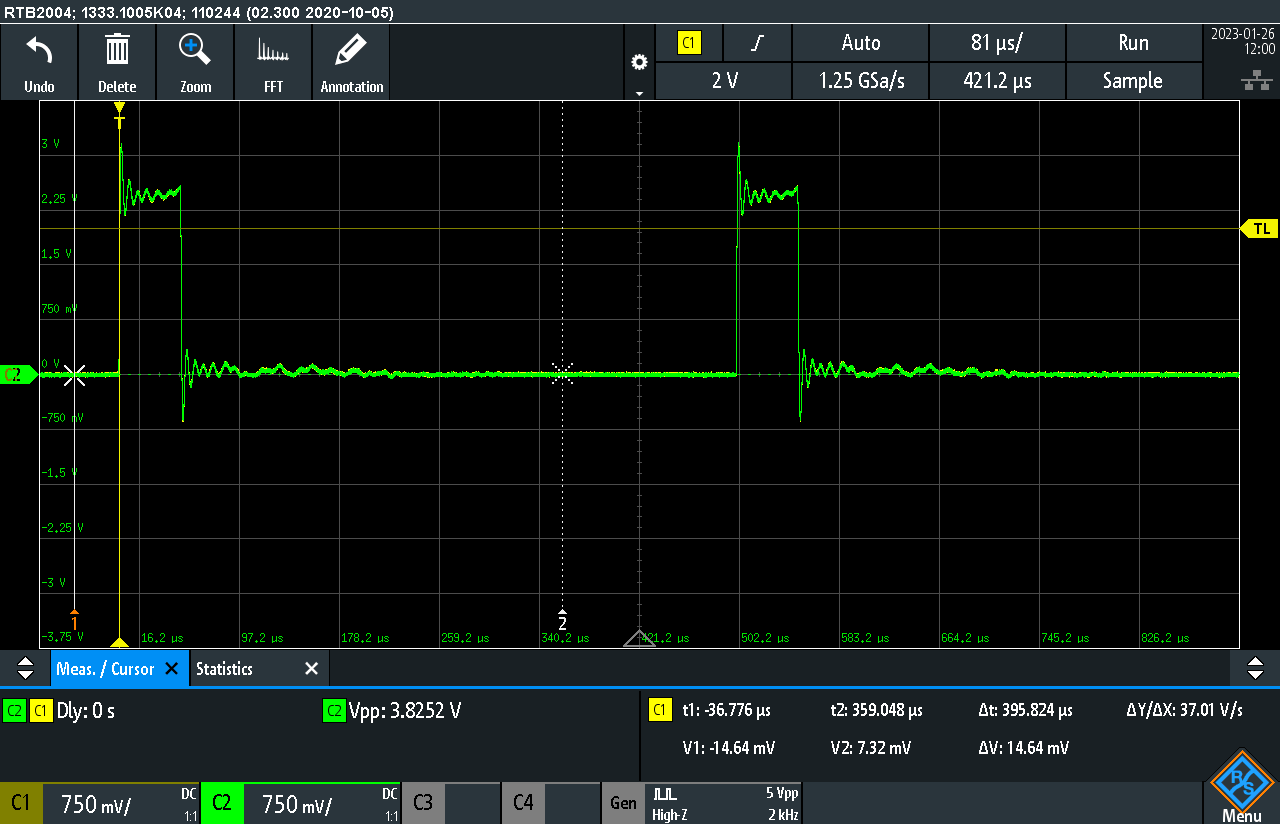 RTB2004; 1333.1005K04; 110244 (02.300 2020-10-05)
Undo
Delete
Zoom
FFT
Annotation
C1
Auto
81 µs/
Run
2 V
1.25 GSa/s
421.2 µs
Sample
2023-01-26
12:00
T
3 V
2.25 V
1.5 V
750 mV
0 V
-750 mV
-1.5 V
-2.25 V
-3 V
-3.75 V
C2
TL
1
2
16.2 µs
97.2 µs
178.2 µs
259.2 µs
340.2 µs
421.2 µs
502.2 µs
583.2 µs
664.2 µs
745.2 µs
826.2 µs
Meas. / Cursor
Statistics
C2 C1 Dly: 0 s
C2 Vpp: 3.8252 V
C1 t1: -36.776 µs t2: 359.048 µs Δt: 395.824 µs ΔY/ΔX: 37.01 V/s
V1: -14.64 mV V2: 7.32 mV ΔV: 14.64 mV
C1 750 mV/ DC 1:1
C2 750 mV/ DC 1:1
C3
C4
Gen
High-Z
5 Vpp
2 kHz
R&S
Menu